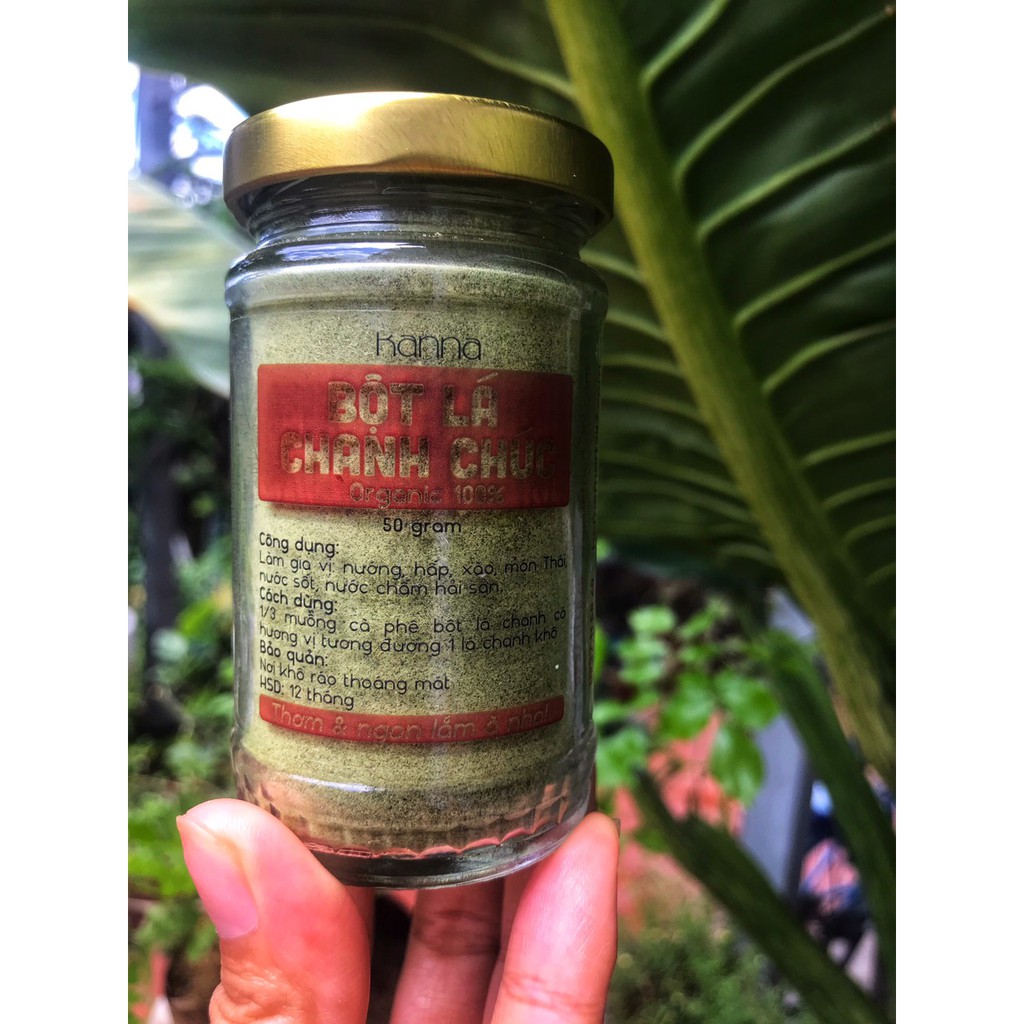 Kanna
BỘT LÁ
CHANH CHÚC
Organic 100%
50 gram
Công dụng:
Làm gia vị: nướng, hấp, xào, món Thái,
nước sốt, nước chấm hải sản.
Cách dùng:
1/3 muỗng cà phê bột lá chanh có
hương vị tương đương 1 lá chanh khô
Bảo quản:
Nơi khô ráo thoáng mát
HSD: 12 tháng
Thơm & ngon lắm á nha!